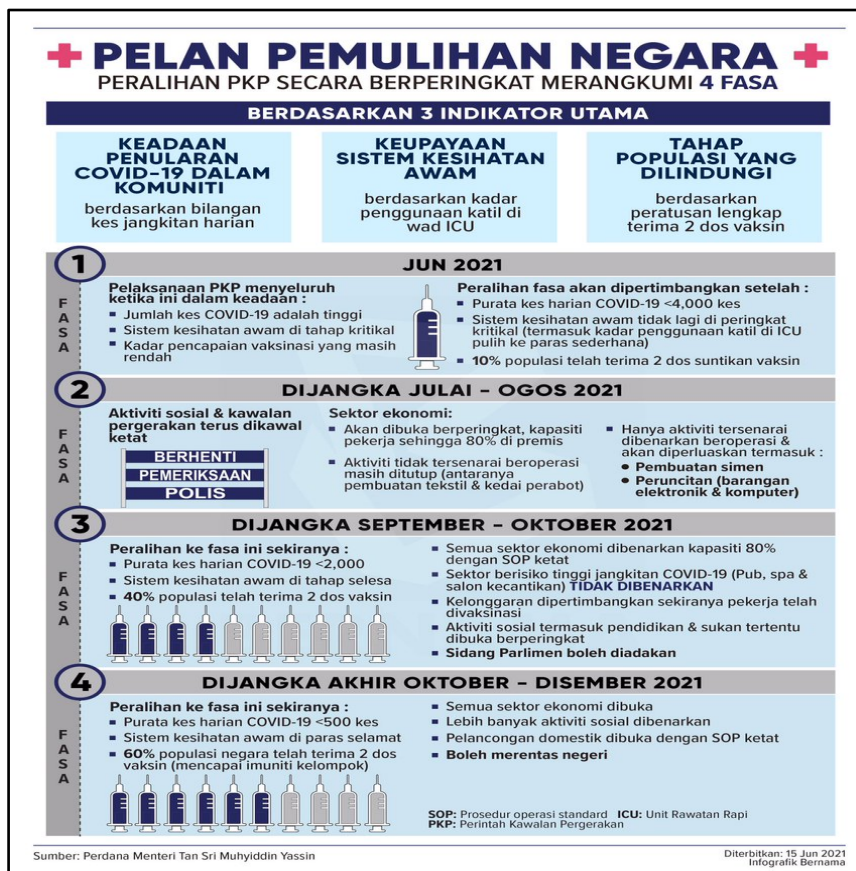 PELAN PEMULIHAN NEGARA
PERALIHAN PKP SECARA BERPERINGKAT MERANGKUMI 4 FASA
BERDASARKAN 3 INDIKATOR UTAMA
KEADAAN
PENULARAN
COVID-19 DALAM
KOMUNITI
berdasarkan bilangan
kes jangkitan harian
KEUPAYAAN
SISTEM KESIHATAN
AWAM
berdasarkan kadar
penggunaan katil di
wad ICU
TAHAP
POPULASI YANG
DILINDUNGI
berdasarkan
peratusan lengkap
terima 2 dos vaksin
FASA
1
JUN 2021
Pelaksanaan PKP menyeluruh
ketika ini dalam keadaan :
Jumlah kes COVID-19 adalah tinggi
Sistem kesihatan awam di tahap kritikal
Kadar pencapaian vaksinasi yang masih
rendah
Peralihan fasa akan dipertimbangkan setelah :
Purata kes harian COVID-19 <4,000 kes
Sistem kesihatan awam tidak lagi di peringkat
kritikal (termasuk kadar penggunaan katil di ICU
pulih ke paras sederhana)
10% populasi telah terima 2 dos suntikan vaksin
FASA
2
DIJANGKA JULAI - OGOS 2021
Aktiviti sosial & kawalan
pergerakan terus dikawal
ketat
BERHENTI
PEMERIKSAAN
POLIS
Sektor ekonomi:
Akan dibuka berperingkat, kapasiti
pekerja sehingga 80% di premis
Aktiviti tidak tersenarai beroperasi
masih ditutup (antaranya
pembuatan tekstil & kedai perabot)
Hanya aktiviti tersenarai
dibenarkan beroperasi &
akan diperluaskan termasuk :
Pembuatan simen
Peruncitan (barangan
elektronik & komputer)
FASA
3
DIJANGKA SEPTEMBER - OKTOBER 2021
Peralihan ke fasa ini sekiranya :
Purata kes harian COVID-19 <2,000
Sistem kesihatan awam di tahap selesa
40% populasi telah terima 2 dos vaksin
Semua sektor ekonomi dibenarkan kapasiti 80%
dengan SOP ketat
Sektor berisiko tinggi jangkitan COVID-19 (Pub, spa &
salon kecantikan) TIDAK DIBENARKAN
Kelonggaran dipertimbangkan sekiranya pekerja telah
divaksinasi
Aktiviti sosial termasuk pendidikan & sukan tertentu
dibuka berperingkat
Sidang Parlimen boleh diadakan
FASA
4
DIJANGKA AKHIR OKTOBER - DISEMBER 2021
Peralihan ke fasa ini sekiranya :
Purata kes harian COVID-19 <500 kes
Sistem kesihatan awam di paras selamat
60% populasi negara telah terima 2 dos
vaksin (mencapai imuniti kelompok)
Semua sektor ekonomi dibuka
Lebih banyak aktiviti sosial dibenarkan
Pelancongan domestik dibuka dengan SOP ketat
Boleh merentas negeri
SOP: Prosedur operasi standard ICU: Unit Rawatan Rapi
PKP: Perintah Kawalan Pergerakan
Sumber: Perdana Menteri Tan Sri Muhyiddin Yassin
Diterbitkan: 15 Jun 2021
Infografik Bernama